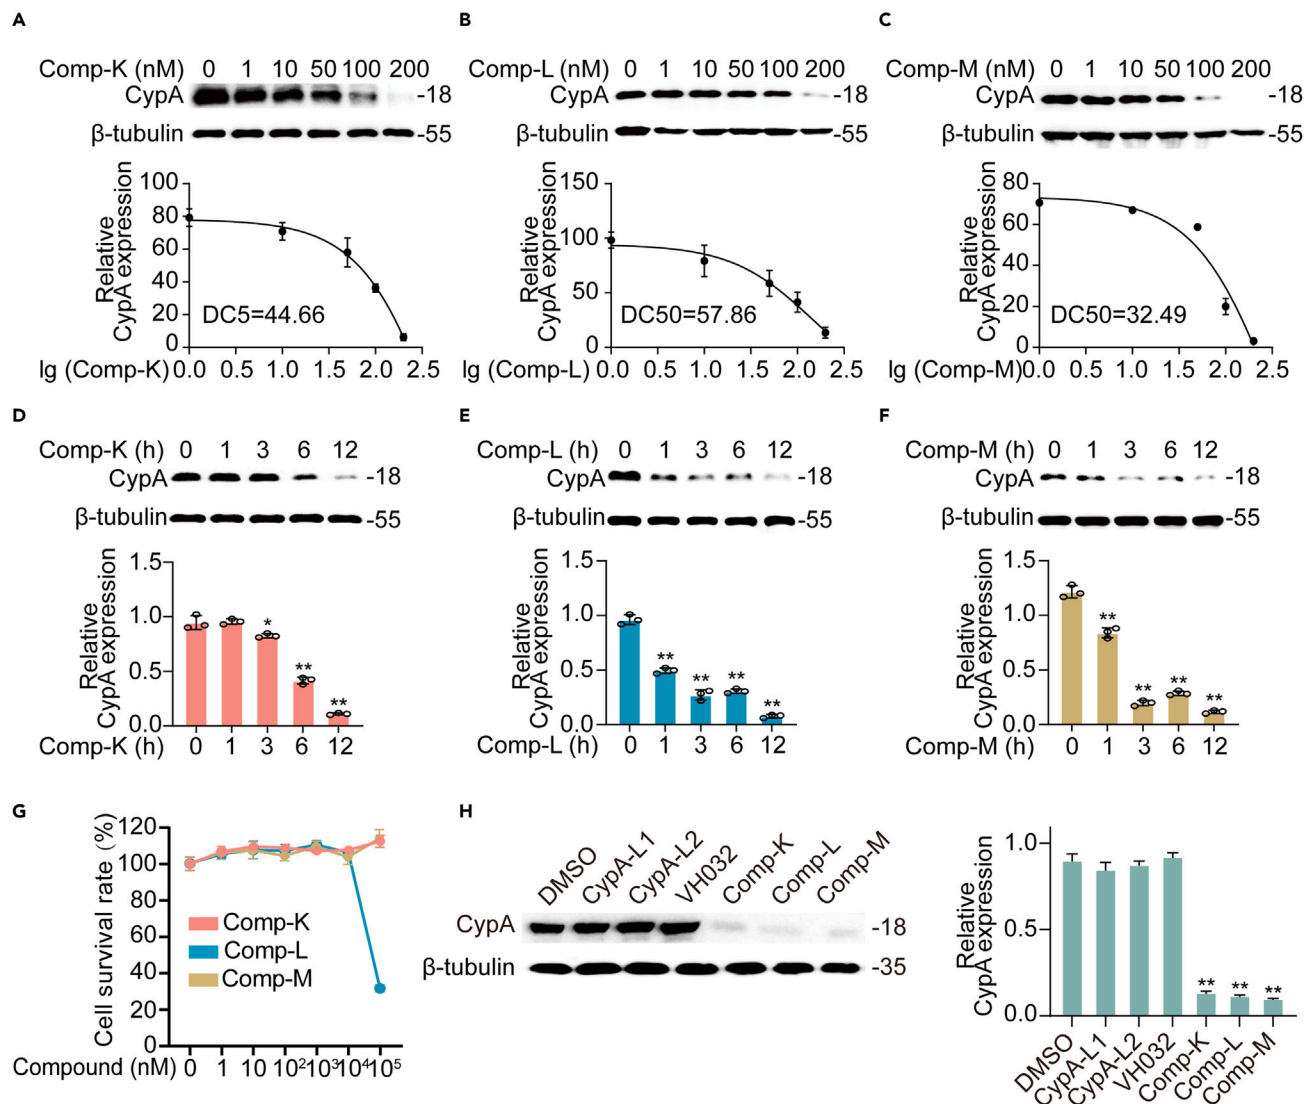 A
Comp-K (nM) 0 1 10 50 100 200
CypA -18
β-tubulin -55
Relative
CypA expression
100
80
60
40
20
0
DC5=44.66
0.0 0.5 1.0 1.5 2.0 2.5
lg (Comp-K)
B
Comp-L (nM) 0 1 10 50 100 200
CypA -18
β-tubulin -55
Relative
CypA expression
150
100
50
0
DC50=57.86
0.0 0.5 1.0 1.5 2.0 2.5
lg (Comp-L)
C
Comp-M (nM) 0 1 10 50 100 200
CypA -18
β-tubulin -55
Relative
CypA expression
80
60
40
20
0
DC50=32.49
0.0 0.5 1.0 1.5 2.0 2.5
lg (Comp-M)
D
Comp-K (h) 0 1 3 6 12
CypA -18
β-tubulin -55
Relative
CypA expression
1.5
1.0
0.5
0.0
* ** **
Comp-K (h) 0 1 3 6 12
E
Comp-L (h) 0 1 3 6 12
CypA -18
β-tubulin -55
Relative
CypA expression
1.5
1.0
0.5
0.0
** ** ** **
Comp-L (h) 0 1 3 6 12
F
Comp-M (h) 0 1 3 6 12
CypA -18
β-tubulin -55
Relative
CypA expression
1.5
1.0
0.5
0.0
** ** ** **
Comp-M (h) 0 1 3 6 12
G
Cell survival rate (%)
120
100
80
60
40
20
0
Comp-K
Comp-L
Comp-M
Compound (nM) 0 1 10 10² 10³ 10⁴ 10⁵
H
DMSO CypA-L1 CypA-L2 VH032 Comp-K Comp-L Comp-M
CypA -18
β-tubulin -35
Relative
CypA expression
1.0
0.5
0.0
** ** **
DMSO CypA-L1 CypA-L2 VH032 Comp-K Comp-L Comp-M